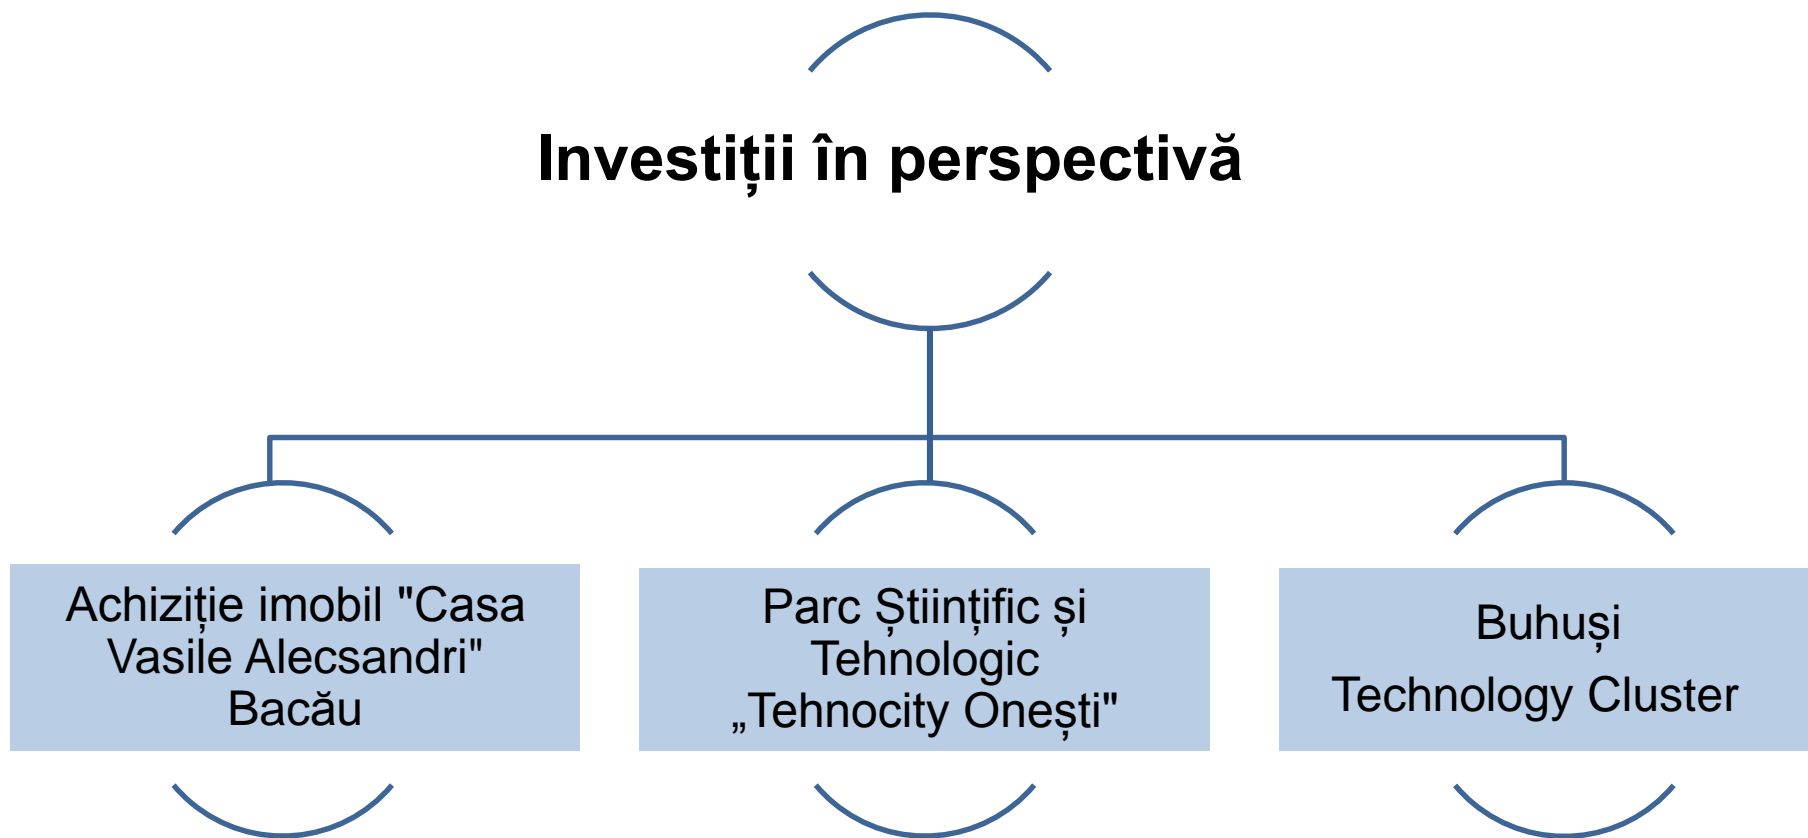 Investiții în perspectivă
Achiziție imobil "Casa
Vasile Alecsandri"
Bacău
Parc Științific și
Tehnologic
„Tehnocity Onești"
Buhuși
Technology Cluster